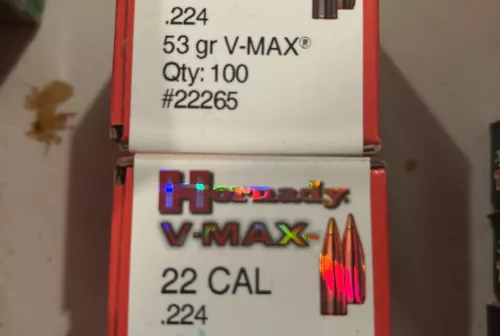 .224
53 gr V-MAX®
Qty: 100
#22265
Hornady
V-MAX
22 CAL
.224